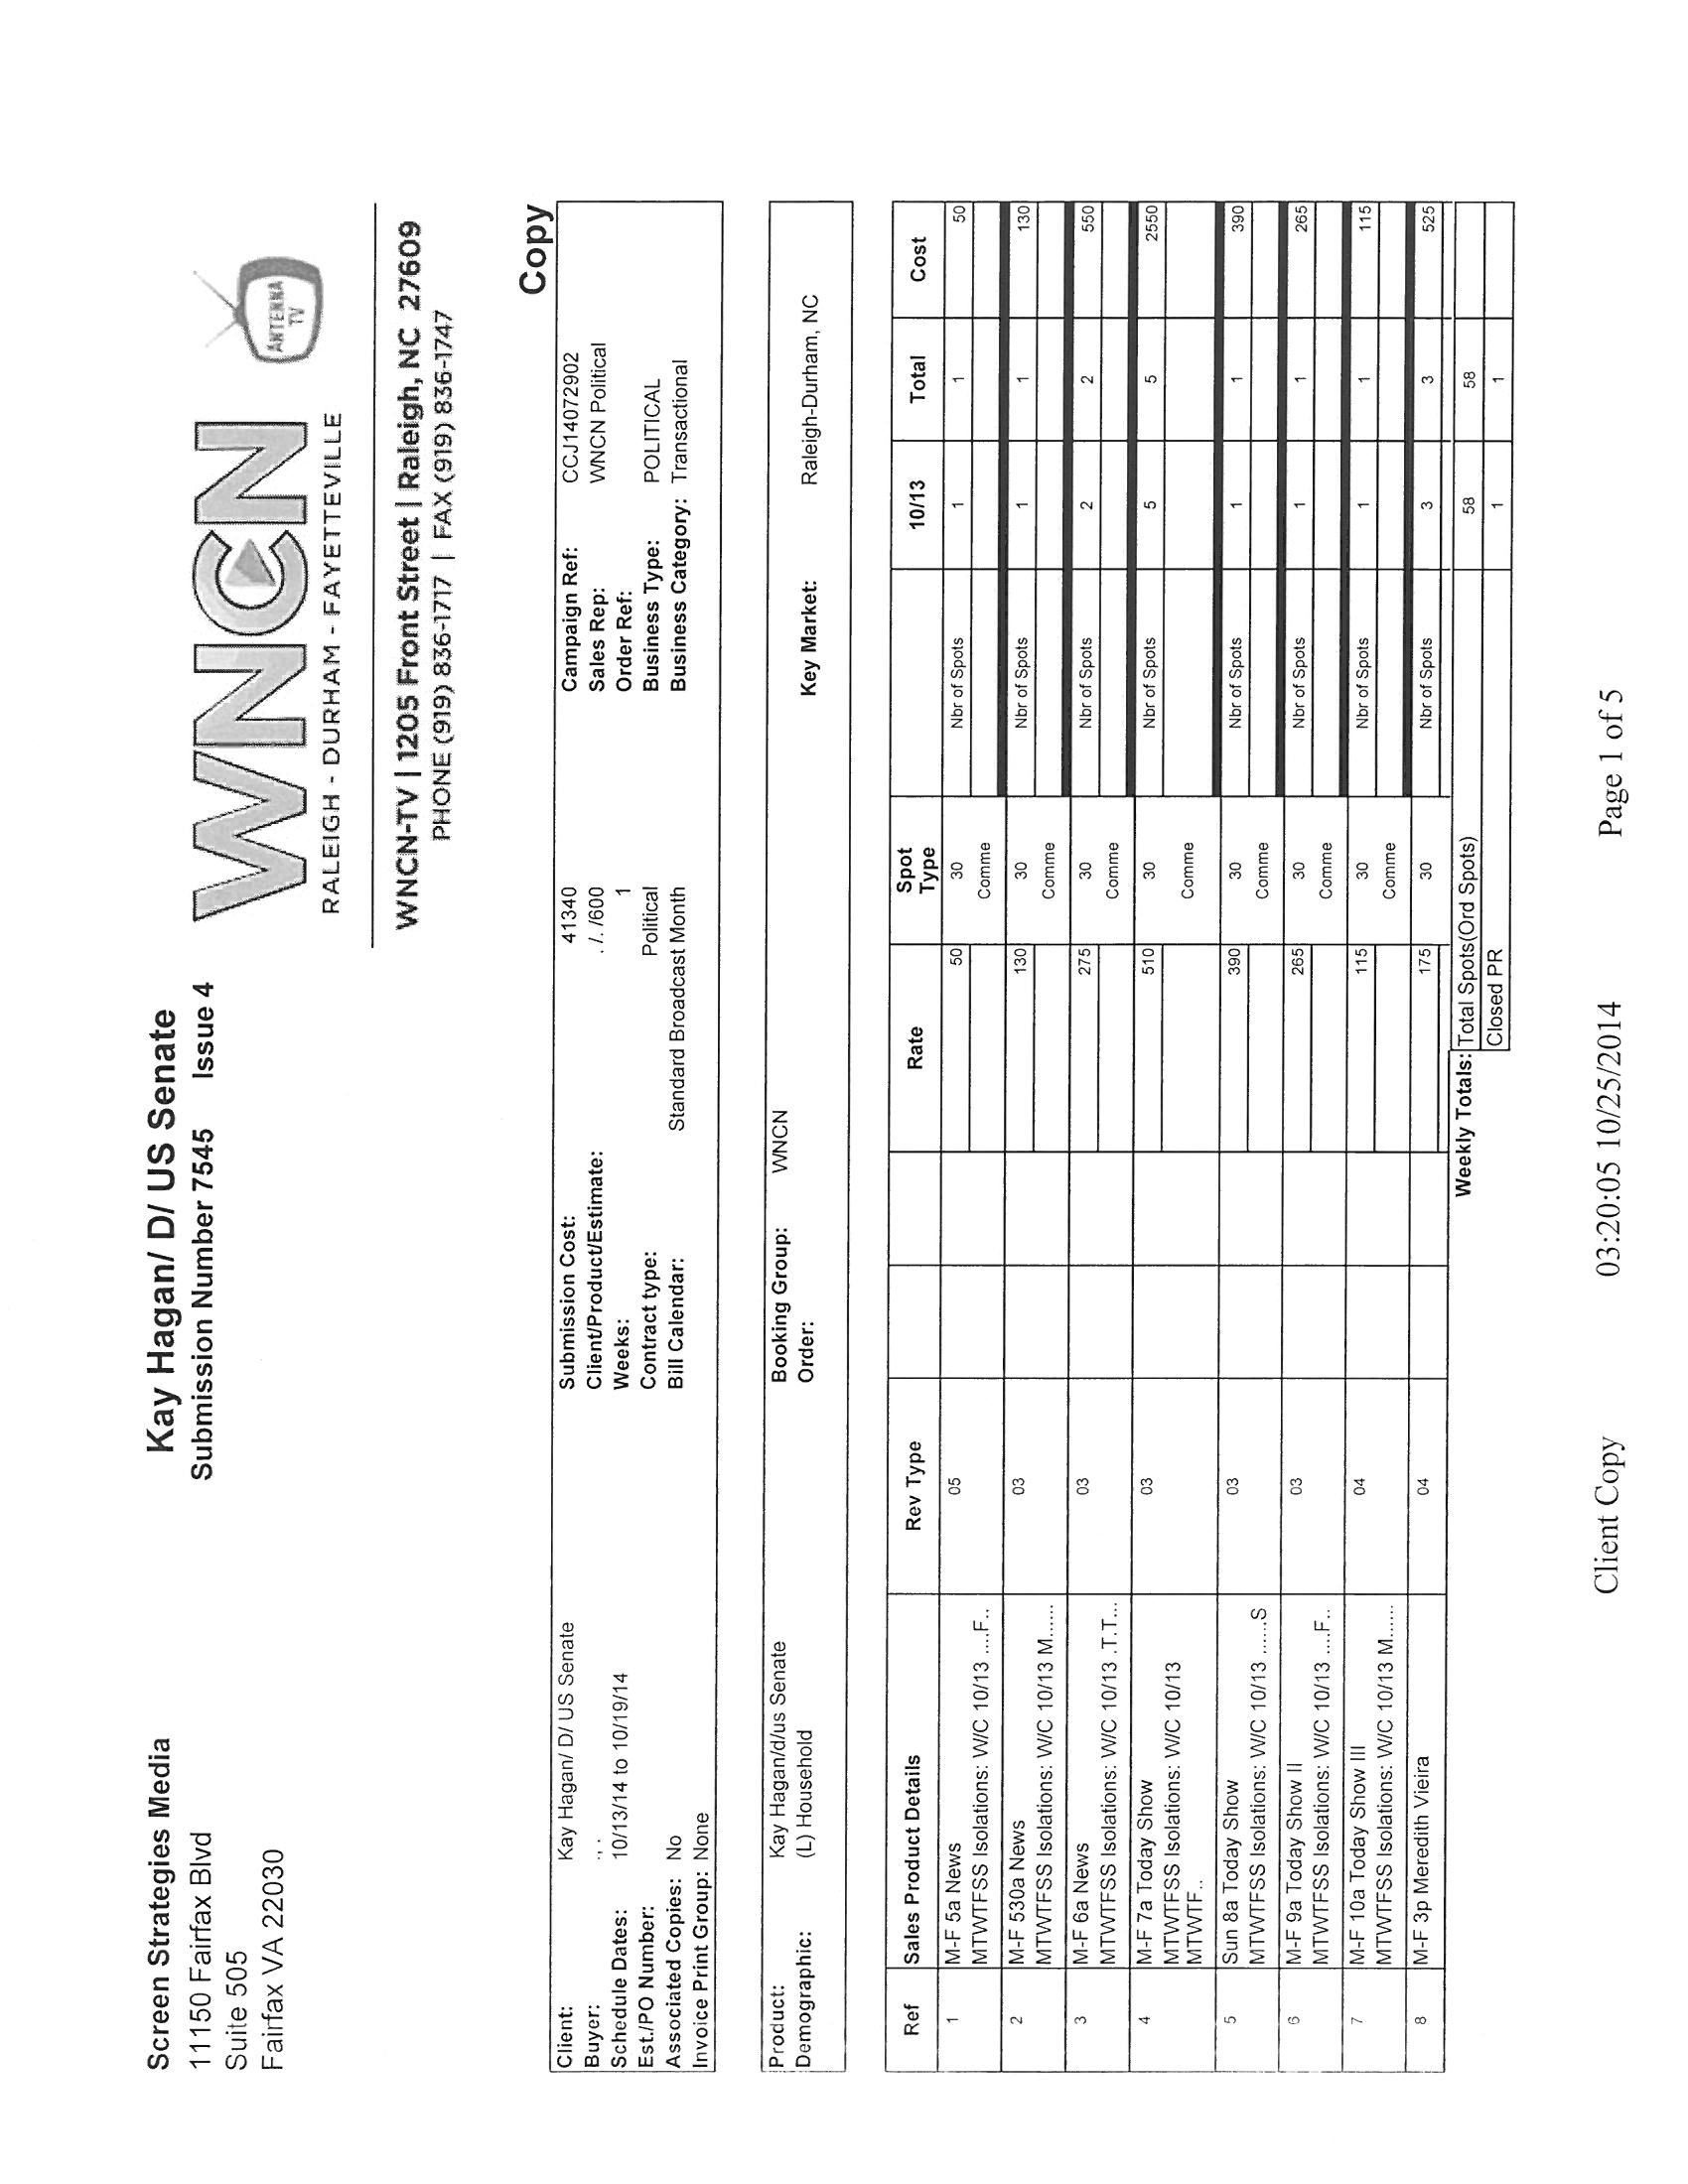 Screen Strategies Media
11150 Fairfax Blvd
Suite 505
Fairfax VA 22030
Kay Hagan/ D/ US Senate
Submission Number 7545 Issue 4
WNCN
RALEIGH - DURHAM - FAYETTEVILLE
ANTENNA
TV
WNCN-TV | 1205 Front Street | Raleigh, NC 27609
PHONE (919) 836-1717 | FAX (919) 836-1747
Copy
Client: Kay Hagan/ D/ US Senate Submission Cost: 41340 Campaign Ref: CCJ14072902
Buyer: ., . Client/Product/Estimate: . /. /600 Sales Rep: WNCN Political
Schedule Dates: 10/13/14 to 10/19/14 Weeks: 1 Order Ref:
Est./PO Number: Contract type: Political Business Type: POLITICAL
Associated Copies: No Bill Calendar: Standard Broadcast Month Business Category: Transactional
Invoice Print Group: None
Product: Kay Hagan/d/us Senate Booking Group: WNCN
Demographic: (L) Household Order: Key Market: Raleigh-Durham, NC
Ref Sales Product Details Rev Type Rate Spot Type 10/13 Total Cost
1 M-F 5a News 05 50 30 Nbr of Spots 1 1 50
MTWTFSS Isolations: W/C 10/13 ....F.. Comme
2 M-F 530a News 03 130 30 Nbr of Spots 1 1 130
MTWTFSS Isolations: W/C 10/13 M...... Comme
3 M-F 6a News 03 275 30 Nbr of Spots 2 2 550
MTWTFSS Isolations: W/C 10/13 .T.T... Comme
4 M-F 7a Today Show 03 510 30 Nbr of Spots 5 5 2550
MTWTFSS Isolations: W/C 10/13 Comme
MTWTF..
5 Sun 8a Today Show 03 390 30 Nbr of Spots 1 1 390
MTWTFSS Isolations: W/C 10/13 ......S Comme
6 M-F 9a Today Show II 03 265 30 Nbr of Spots 1 1 265
MTWTFSS Isolations: W/C 10/13 ....F.. Comme
7 M-F 10a Today Show III 04 115 30 Nbr of Spots 1 1 115
MTWTFSS Isolations: W/C 10/13 M...... Comme
8 M-F 3p Meredith Vieira 04 175 30 Nbr of Spots 3 3 525
Weekly Totals: Total Spots(Ord Spots) 58 58
Closed PR 1 1
Client Copy 03:20:05 10/25/2014 Page 1 of 5